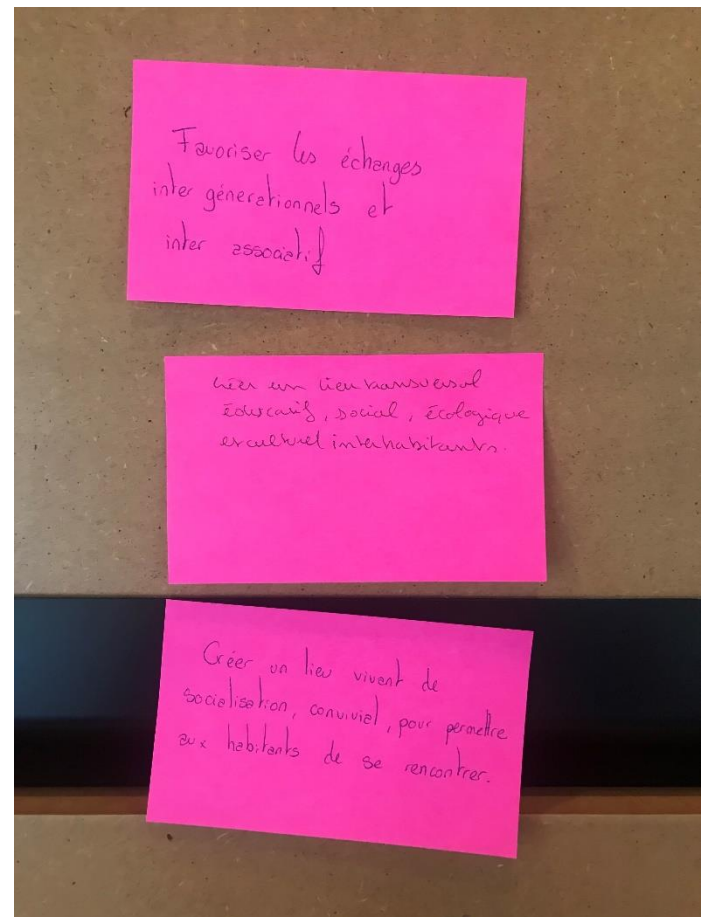 Favoriser les échanges
inter génerationnels et
inter associatif
Créer un lieu transversal
éducatif, social, écologique
et culturel interhabitants.
Créer un lieu vivant de
socialisation, convivial, pour permettre
aux habitants de se rencontrer.